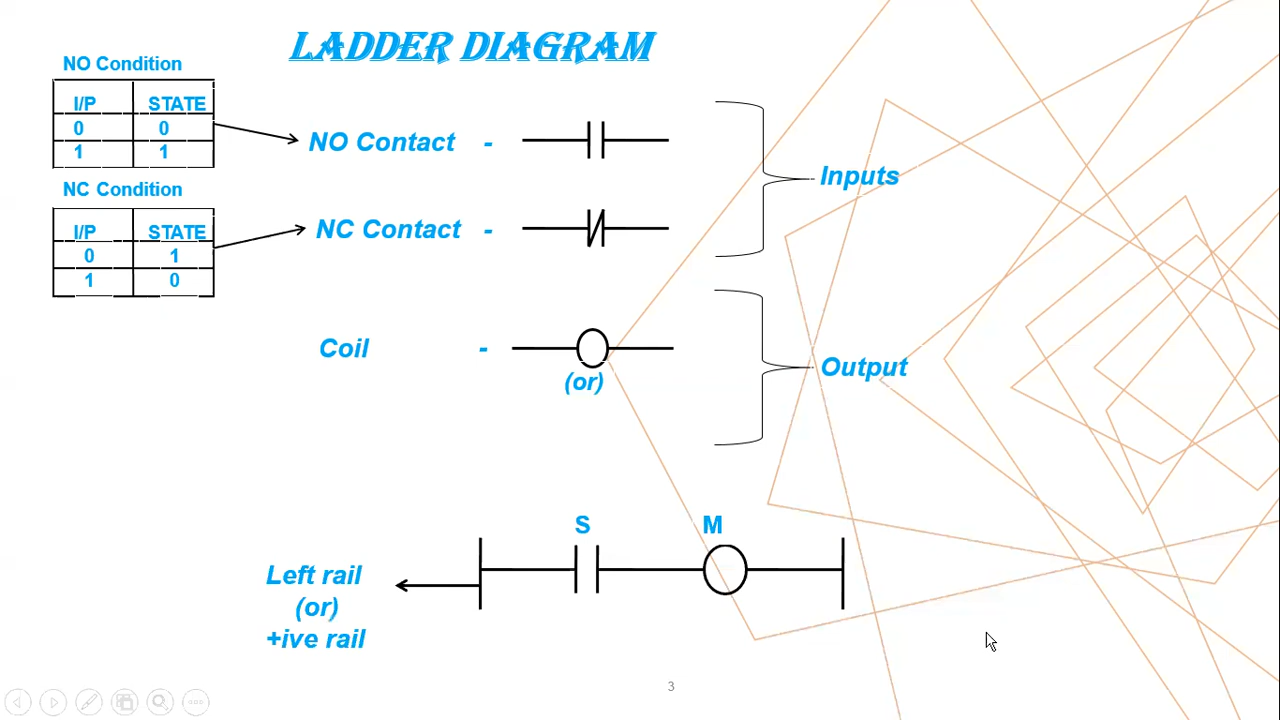 LADDER DIAGRAM
NO Condition
I/P STATE
0 0
1 1
NO Contact -
Inputs
NC Condition
I/P STATE
0 1
1 0
NC Contact -
Coil -
(or)
Output
S M
Left rail
(or)
+ive rail
3